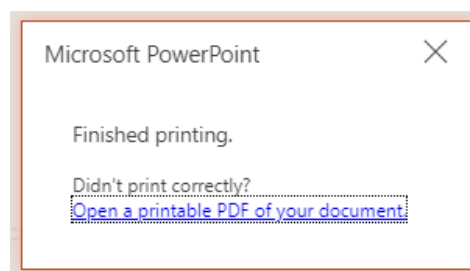 Microsoft PowerPoint
Finished printing.
Didn't print correctly?
Open a printable PDF of your document.